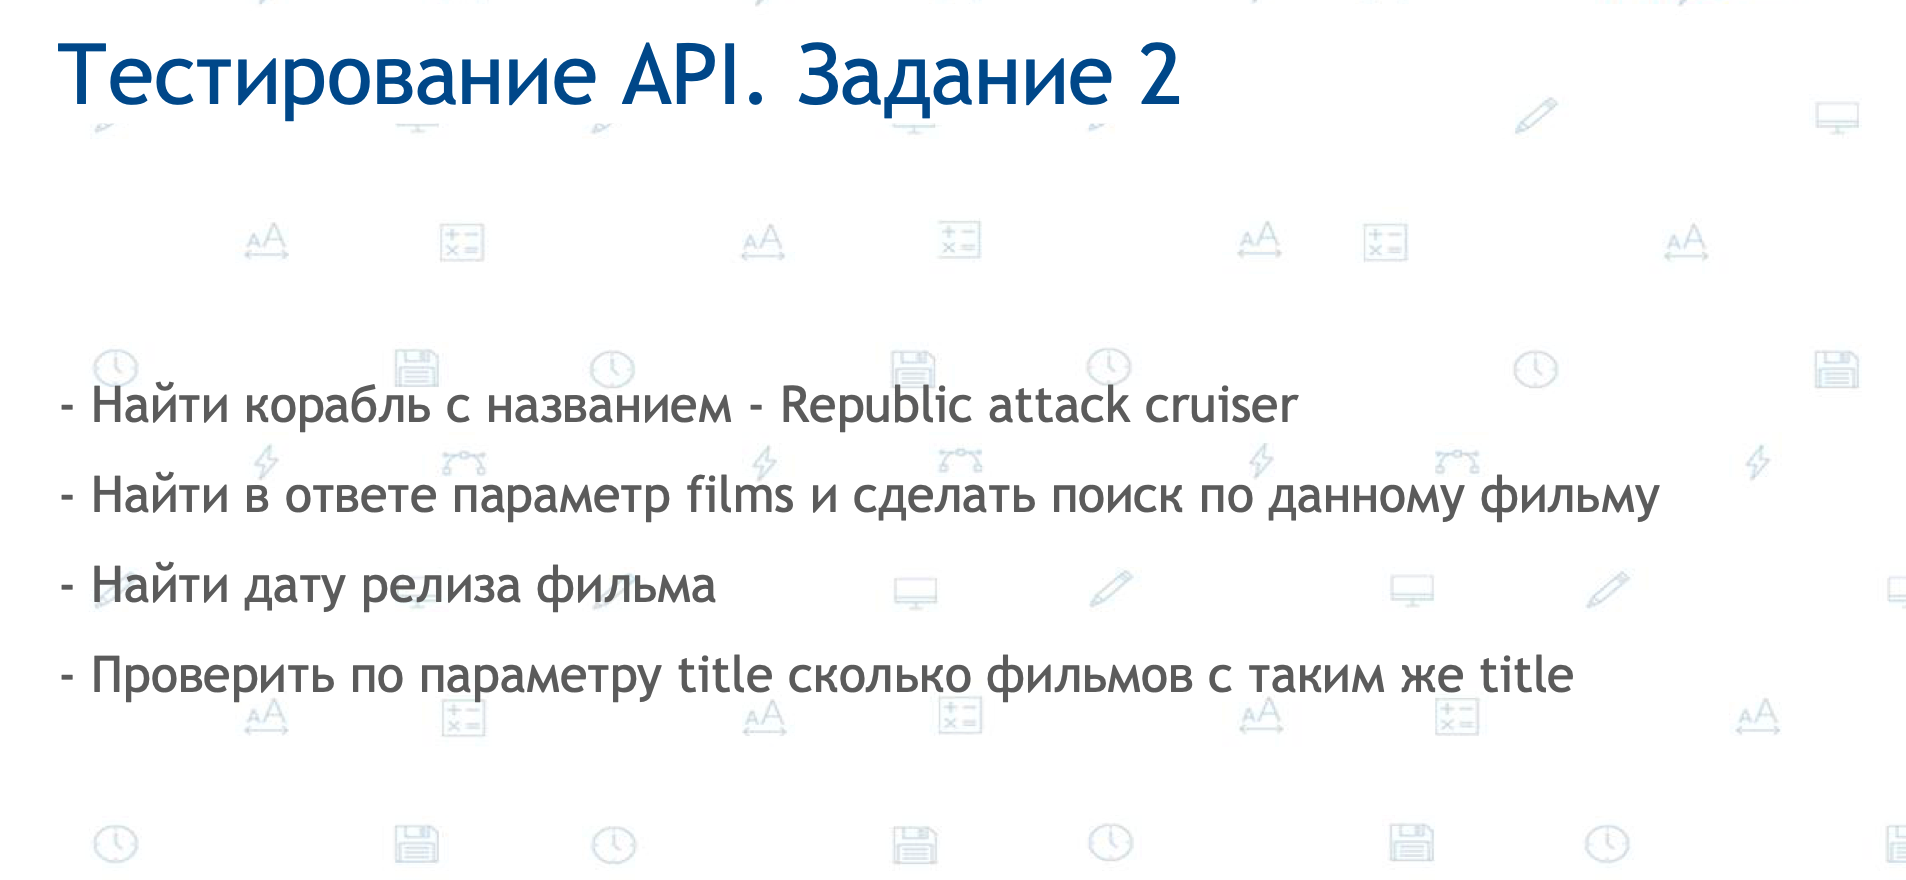 Тестирование API. Задание 2
- Найти корабль с названием - Republic attack cruiser
- Найти в ответе параметр films и сделать поиск по данному фильму
- Найти дату релиза фильма
- Проверить по параметру title сколько фильмов с таким же title